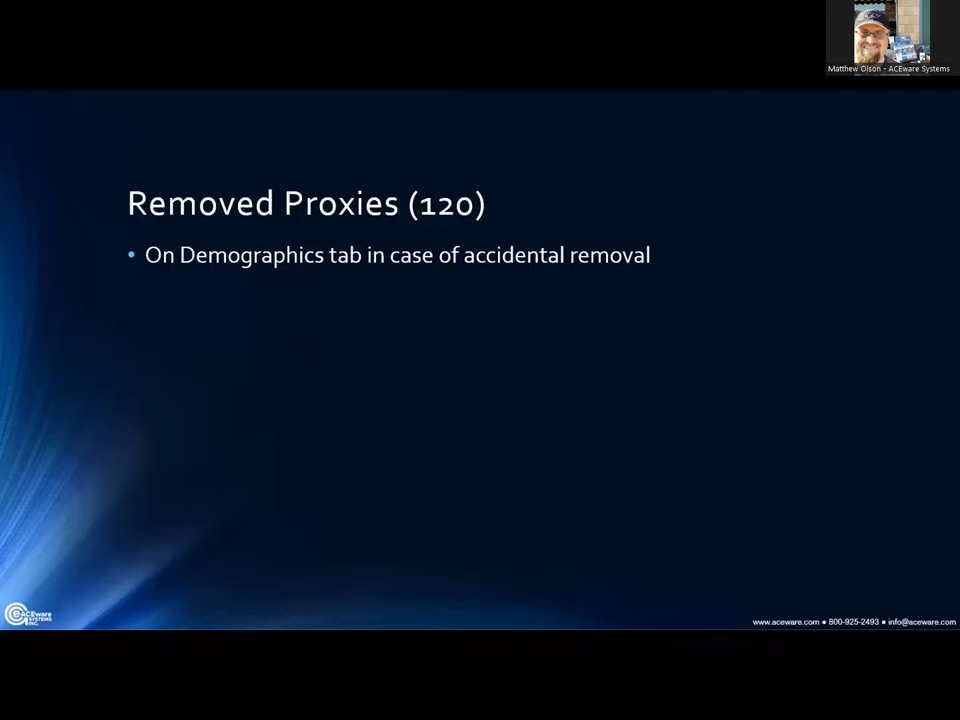 Matthew Olson - ACEware Systems
Removed Proxies (120)
• On Demographics tab in case of accidental removal
ACEware
SYSTEMS
INC.
www.aceware.com ● 800-925-2493 ● info@aceware.com